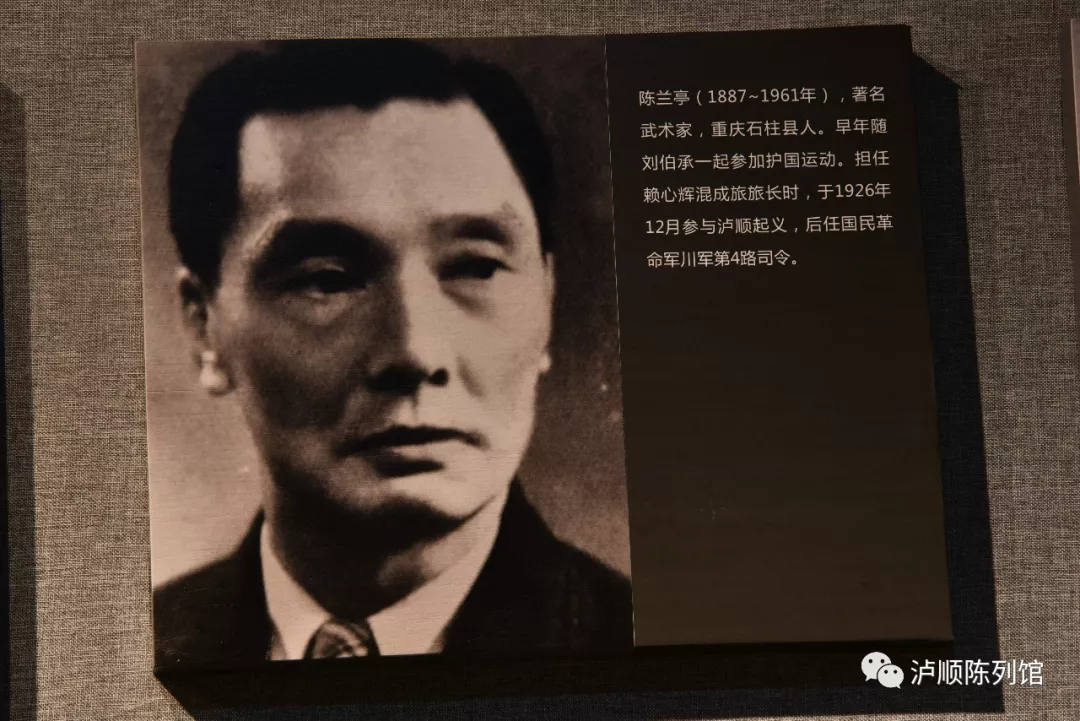 陈兰亭（1887~1961年），著名
武术家，重庆石柱县人。早年随
刘伯承一起参加护国运动。担任
赖心辉混成旅旅长时，于1926年
12月参与泸顺起义，后任国民革
命军川军第4路司令。
泸顺陈列馆